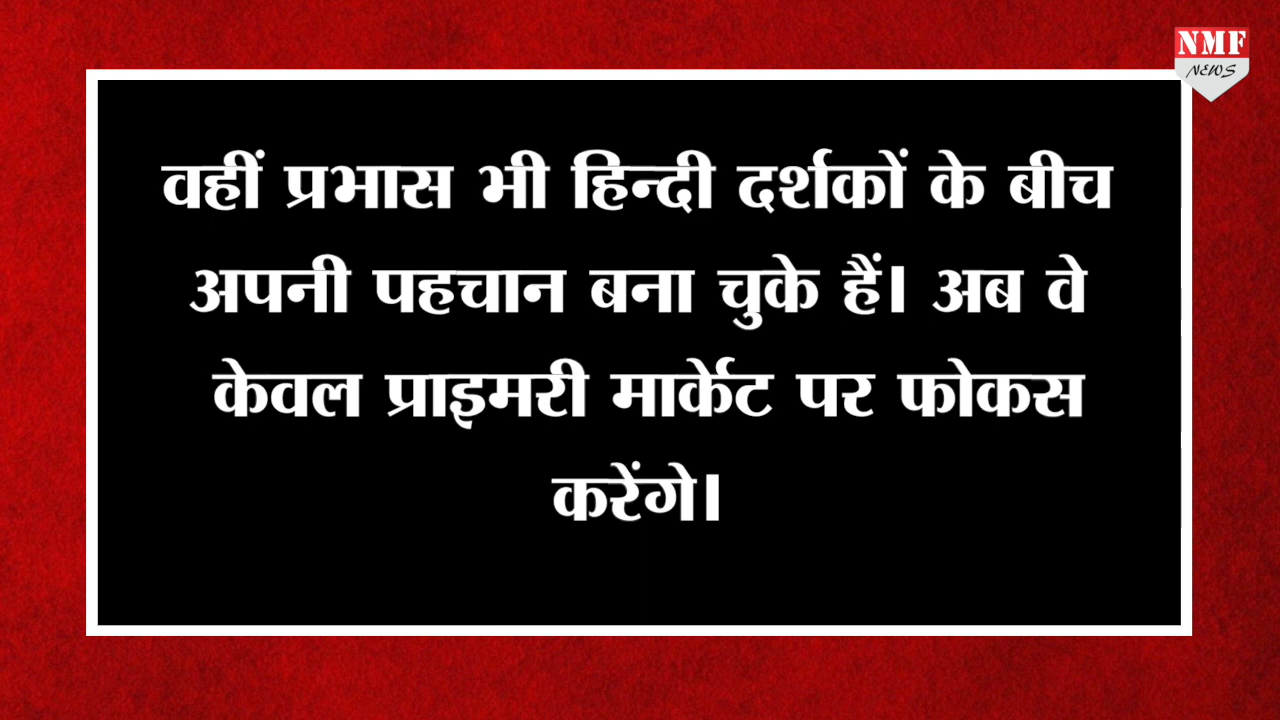 NMF
NEWS
वहीं प्रभास भी हिन्दी दर्शकों के बीच
अपनी पहचान बना चुके हैं। अब वे
केवल प्राइमरी मार्केट पर फोकस
करेंगे।